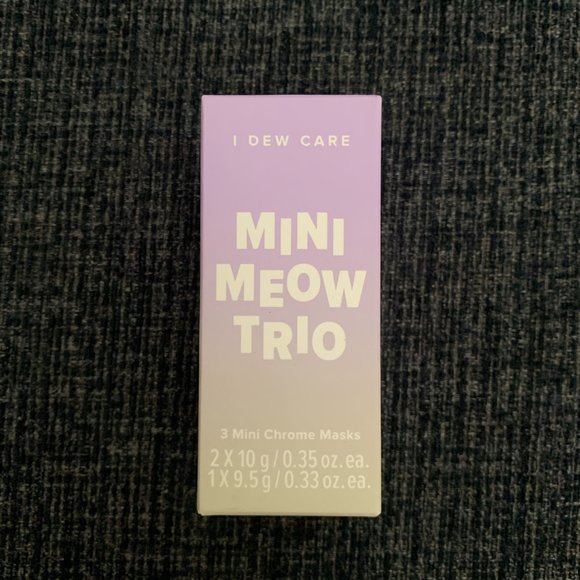 I DEW CARE
MINI
MEOW
TRIO
3 Mini Chrome Masks
2 X 10 g / 0.35 oz. ea.
1 X 9.5 g / 0.33 oz. ea.